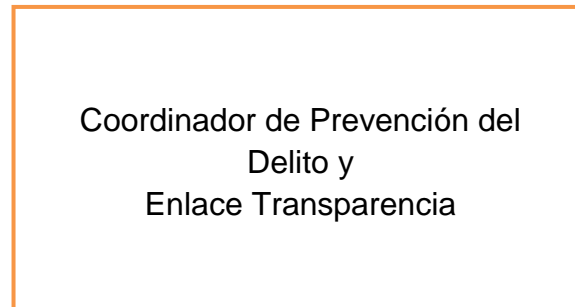 Coordinador de Prevención del
Delito y
Enlace Transparencia